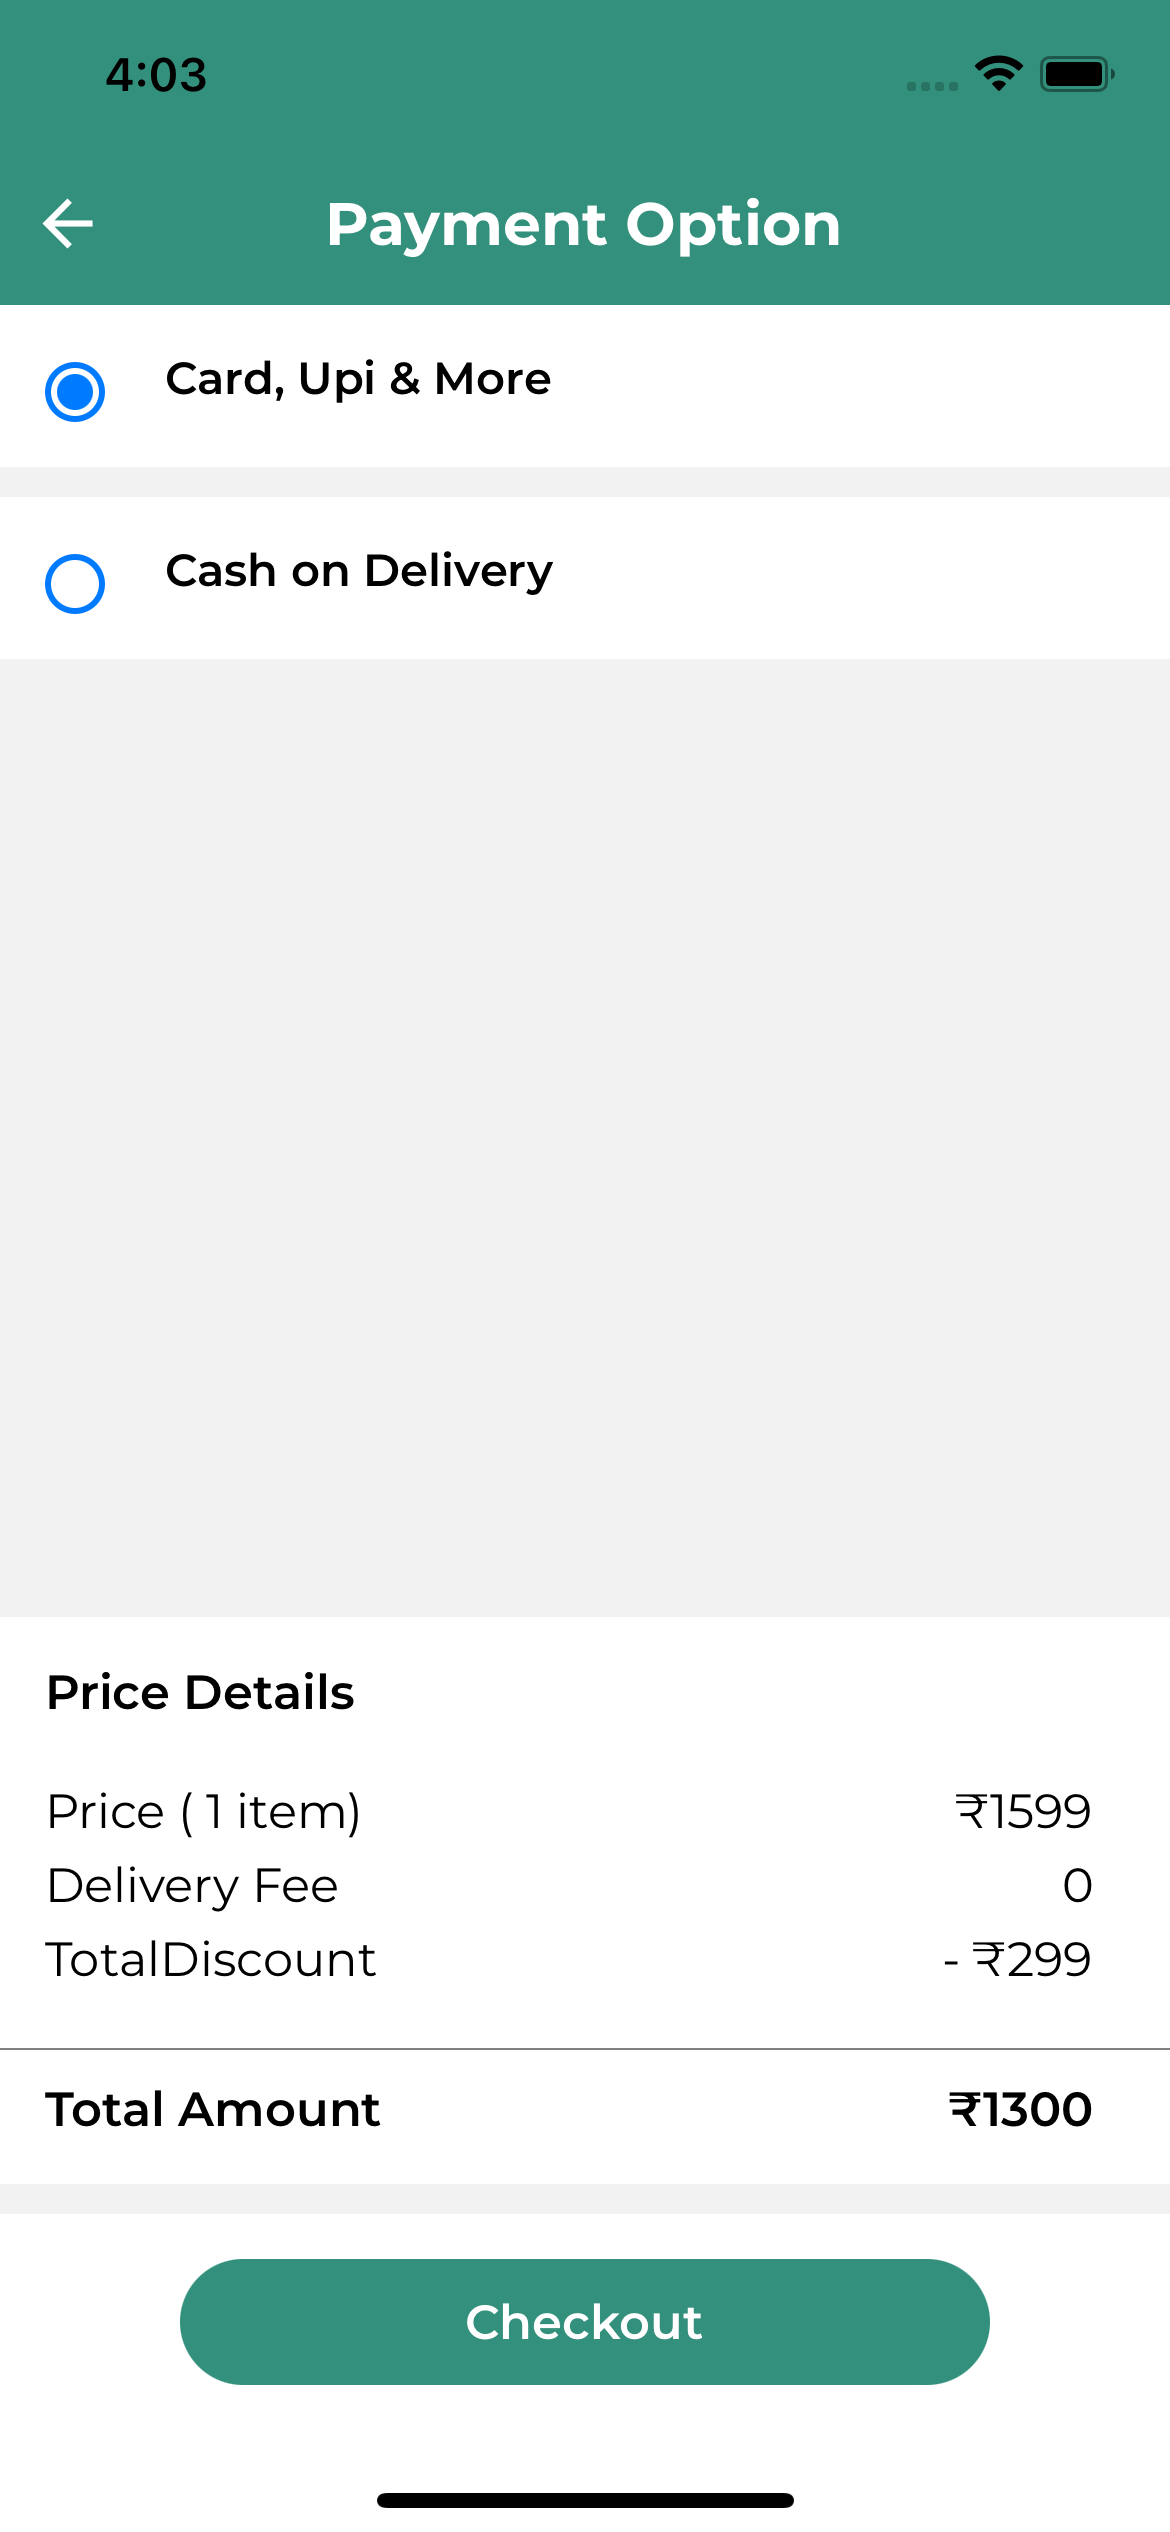 4:03
Payment Option
Card, Upi & More
Cash on Delivery
Price Details
Price ( 1 item) ₹1599
Delivery Fee 0
TotalDiscount - ₹299
Total Amount ₹1300
Checkout